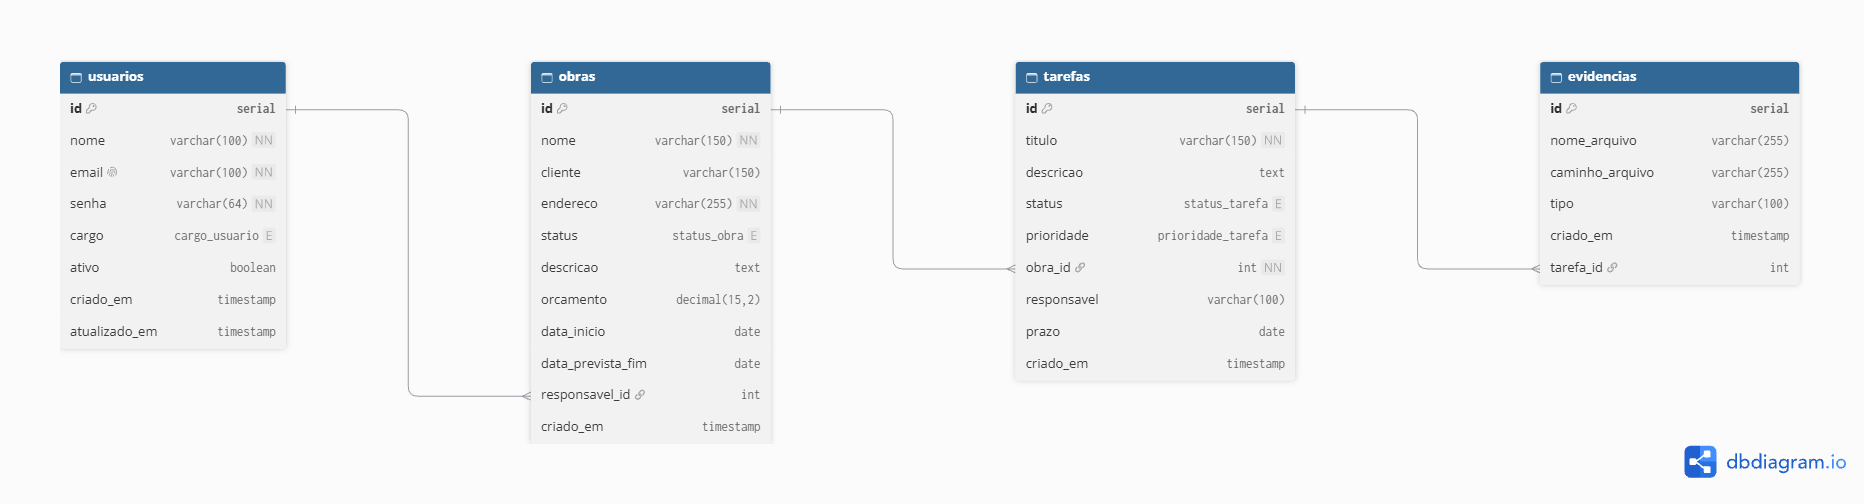 usuarios
id serial
nome varchar(100) NN
email varchar(100) NN
senha varchar(64) NN
cargo cargo_usuario E
ativo boolean
criado_em timestamp
atualizado_em timestamp
obras
id serial
nome varchar(150) NN
cliente varchar(150)
endereco varchar(255) NN
status status_obra E
descricao text
orcamento decimal(15,2)
data_inicio date
data_prevista_fim date
responsavel_id int
criado_em timestamp
tarefas
id serial
titulo varchar(150) NN
descricao text
status status_tarefa E
prioridade prioridade_tarefa E
obra_id int NN
responsavel varchar(100)
prazo date
criado_em timestamp
evidencias
id serial
nome_arquivo varchar(255)
caminho_arquivo varchar(255)
tipo varchar(100)
criado_em timestamp
tarefa_id int
dbdiagram.io